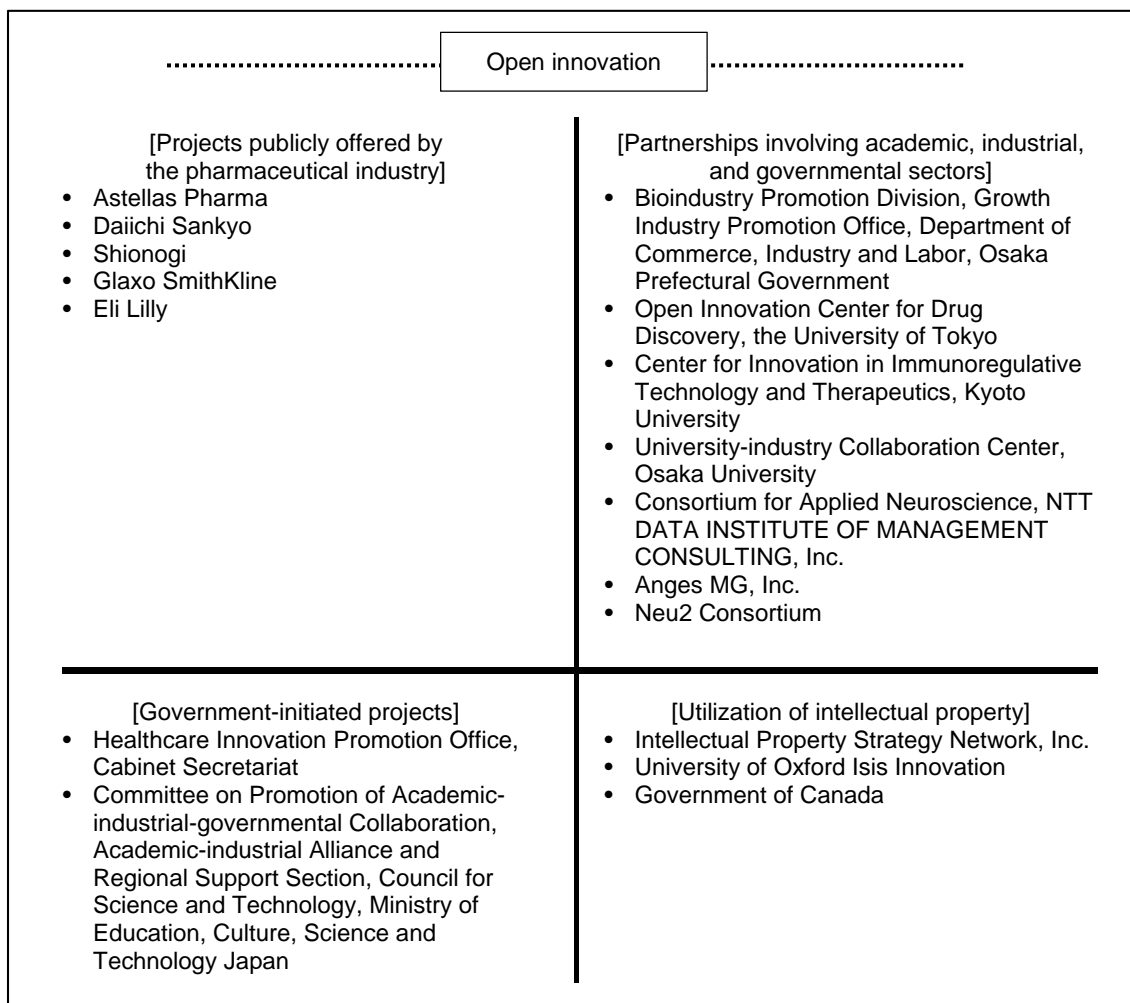 Open innovation
[Projects publicly offered by
the pharmaceutical industry]
• Astellas Pharma
• Daiichi Sankyo
• Shionogi
• Glaxo SmithKline
• Eli Lilly
[Partnerships involving academic, industrial,
and governmental sectors]
• Bioindustry Promotion Division, Growth
Industry Promotion Office, Department of
Commerce, Industry and Labor, Osaka
Prefectural Government
• Open Innovation Center for Drug
Discovery, the University of Tokyo
• Center for Innovation in Immunoregulative
Technology and Therapeutics, Kyoto
University
• University-industry Collaboration Center,
Osaka University
• Consortium for Applied Neuroscience, NTT
DATA INSTITUTE OF MANAGEMENT
CONSULTING, Inc.
• Anges MG, Inc.
• Neu2 Consortium
[Government-initiated projects]
• Healthcare Innovation Promotion Office,
Cabinet Secretariat
• Committee on Promotion of Academic-
industrial-governmental Collaboration,
Academic-industrial Alliance and
Regional Support Section, Council for
Science and Technology, Ministry of
Education, Culture, Science and
Technology Japan
[Utilization of intellectual property]
• Intellectual Property Strategy Network, Inc.
• University of Oxford Isis Innovation
• Government of Canada